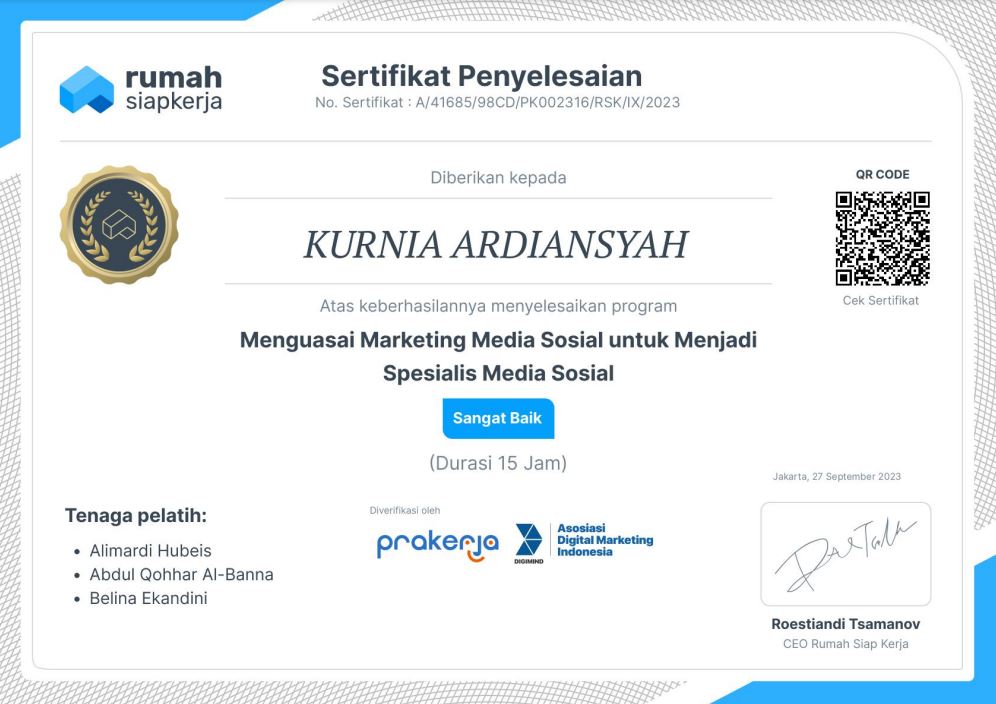 rumah
siapkerja
Sertifikat Penyelesaian
No. Sertifikat : A/41685/98CD/PK002316/RSK/IX/2023
Diberikan kepada
KURNIA ARDIANSYAH
QR CODE
Cek Sertifikat
Atas keberhasilannya menyelesaikan program
Menguasai Marketing Media Sosial untuk Menjadi
Spesialis Media Sosial
Sangat Baik
(Durasi 15 Jam)
Tenaga pelatih:
• Alimardi Hubeis
• Abdul Qohhar Al-Banna
• Belina Ekandini
Diverifikasi oleh
prakerja
DIGIMIND
Asosiasi
Digital Marketing
Indonesia
Jakarta, 27 September 2023
Roestiandi Tsamanov
CEO Rumah Siap Kerja